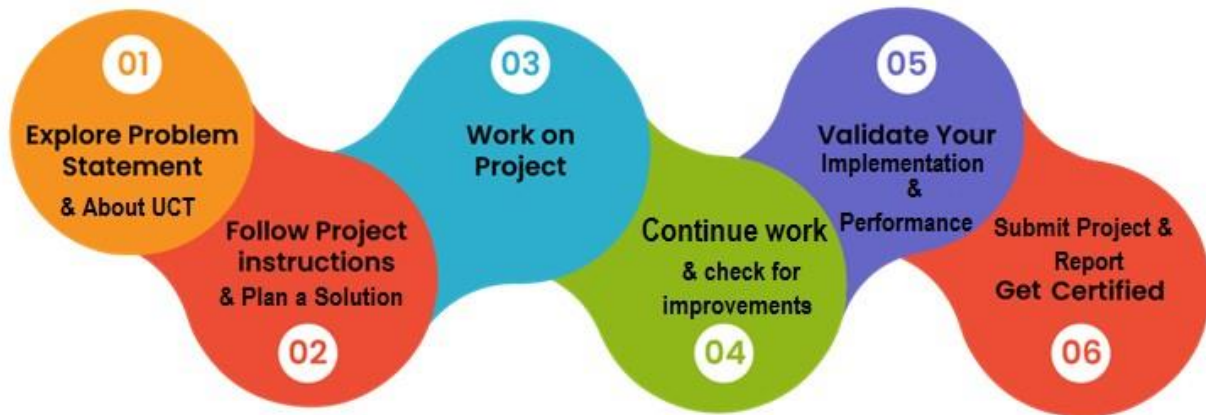 01
Explore Problem
Statement
& About UCT
Follow Project
instructions
& Plan a Solution
02
03
Work on
Project
Continue work
& check for
improvements
04
05
Validate Your
Implementation
&
Performance
Submit Project &
Report
Get Certified
06